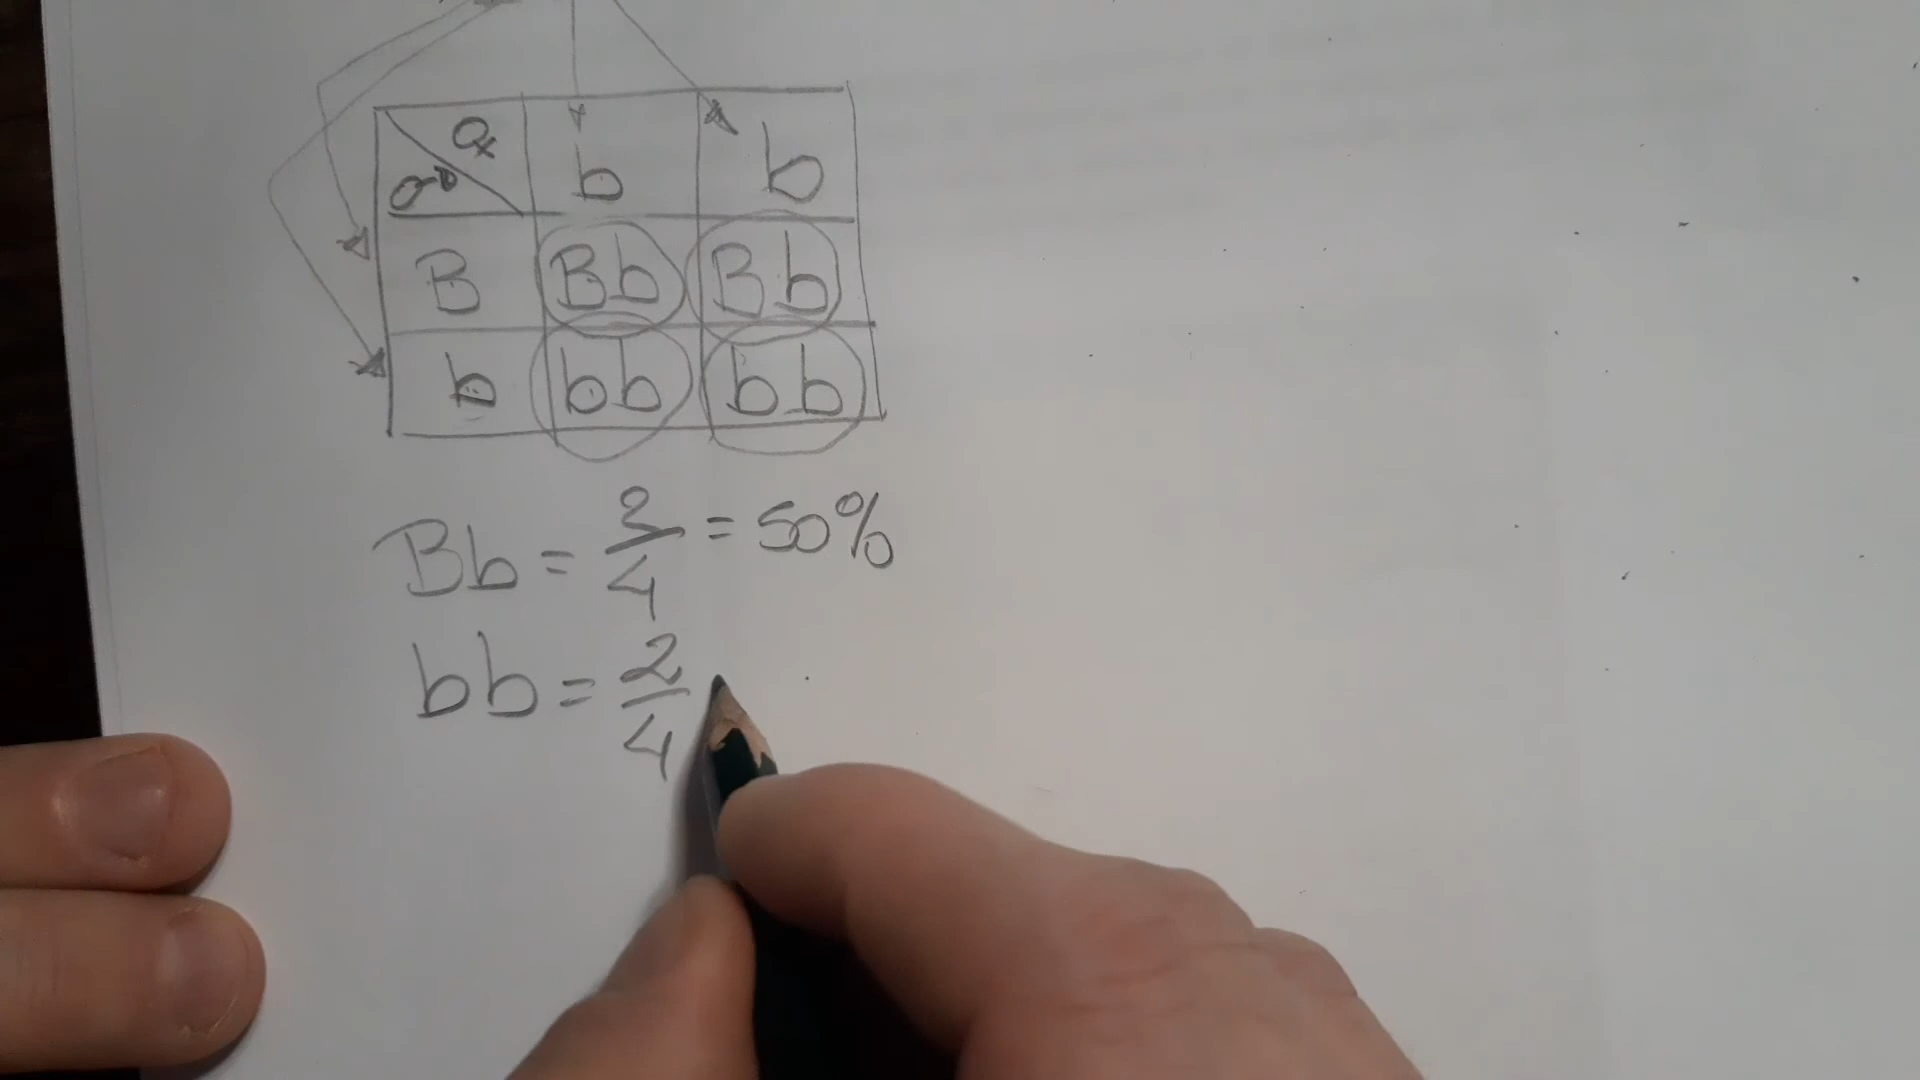 ♀ b b
♂ B Bb Bb
b bb bb
Bb = 2/4 = 50%
bb = 2/4